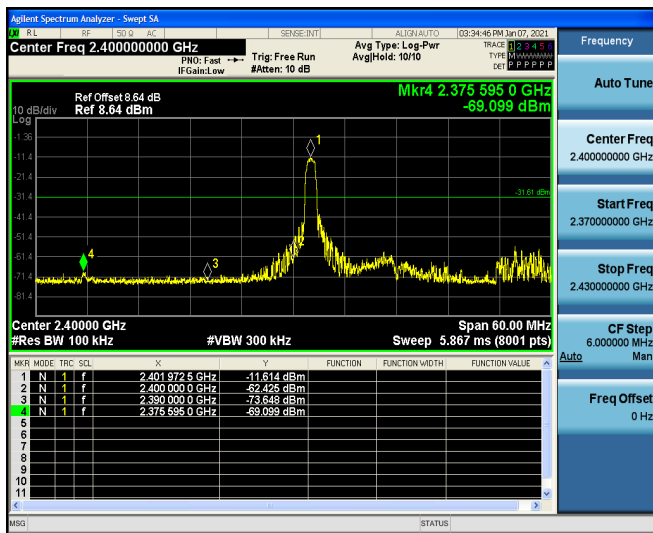 Agilent Spectrum Analyzer - Swept SA
LXI RL RF 50 Ω AC SENSE:INT ALIGN AUTO 03:34:46 PM Jan 07, 2021
Center Freq 2.400000000 GHz
PNO: Fast
IFGain:Low
Trig: Free Run
#Atten: 10 dB
Avg Type: Log-Pwr
Avg|Hold: 10/10
TRACE 1 2 3 4 5 6
TYPE M
DET P P P P P P
Ref Offset 8.64 dB
10 dB/div Ref 8.64 dBm
Log
Mkr4 2.375 595 0 GHz
-69.099 dBm
-1.36
-11.4
-21.4
-31.4
-41.4
-51.4
-61.4
-71.4
-81.4
1
-31.61 dBm
2
4
3
Center 2.40000 GHz Span 60.00 MHz
#Res BW 100 kHz #VBW 300 kHz Sweep 5.867 ms (8001 pts)
MKR MODE TRC SCL X Y FUNCTION FUNCTION WIDTH FUNCTION VALUE
1 N 1 f 2.401 972 5 GHz -11.614 dBm
2 N 1 f 2.400 000 0 GHz -62.425 dBm
3 N 1 f 2.390 000 0 GHz -73.648 dBm
4 N 1 f 2.375 595 0 GHz -69.099 dBm
5
6
7
8
9
10
11
MSG STATUS
Frequency
Auto Tune
Center Freq
2.400000000 GHz
Start Freq
2.370000000 GHz
Stop Freq
2.430000000 GHz
CF Step
6.000000 MHz
Auto Man
Freq Offset
0 Hz